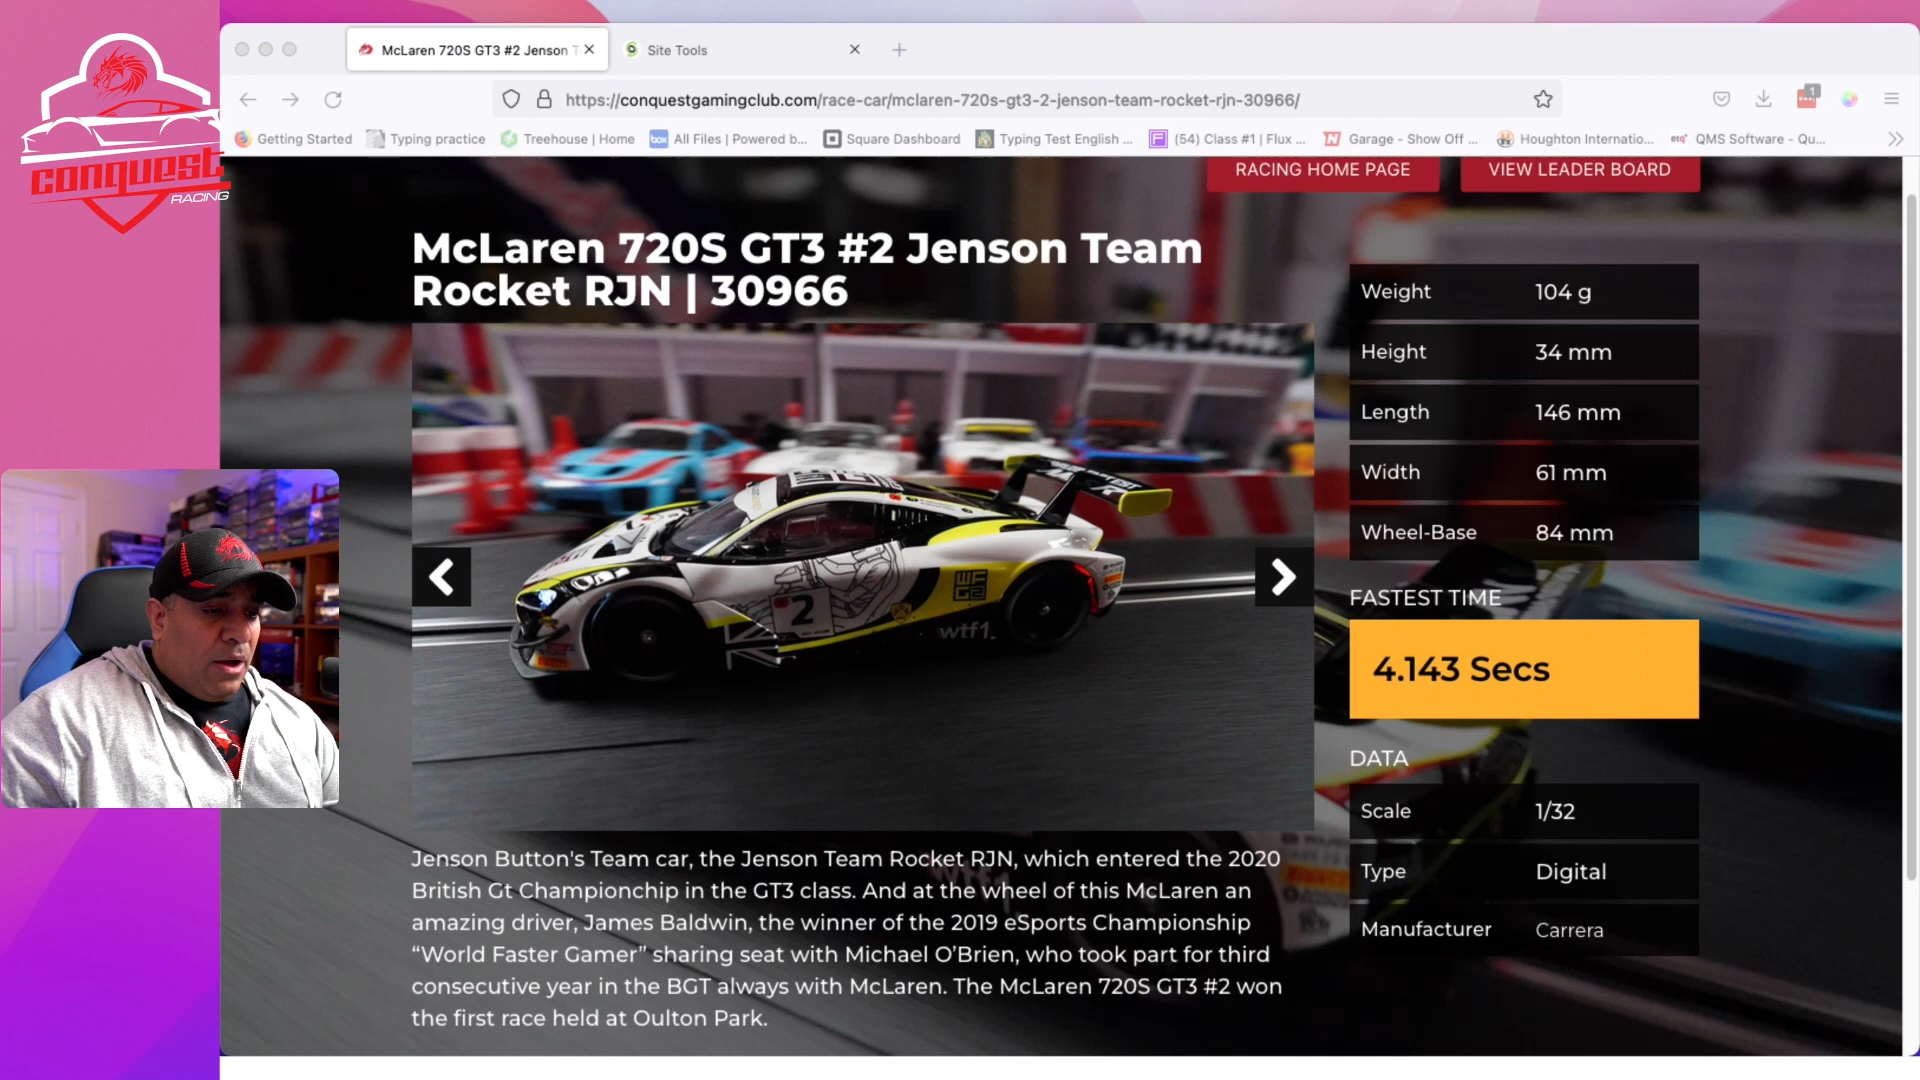 McLaren 720S GT3 #2 Jenson T
Site Tools
https://conquestgamingclub.com/race-car/mclaren-720s-gt3-2-jenson-team-rocket-rjn-30966/
1
Getting Started
Typing practice
Treehouse | Home
box
All Files | Powered b...
Square Dashboard
Typing Test English ...
(54) Class #1 | Flux ...
Garage - Show Off ...
Houghton Internatio...
etq
QMS Software - Qu...
conquest
RACING
RACING HOME PAGE
VIEW LEADER BOARD
McLaren 720S GT3 #2 Jenson Team
Rocket RJN | 30966
Weight 104 g
Height 34 mm
Length 146 mm
Width 61 mm
Wheel-Base 84 mm
FASTEST TIME
4.143 Secs
DATA
Scale 1/32
Type Digital
Manufacturer Carrera
2
wtf1.
Jenson Button's Team car, the Jenson Team Rocket RJN, which entered the 2020
British Gt Championchip in the GT3 class. And at the wheel of this McLaren an
amazing driver, James Baldwin, the winner of the 2019 eSports Championship
“World Faster Gamer” sharing seat with Michael O’Brien, who took part for third
consecutive year in the BGT always with McLaren. The McLaren 720S GT3 #2 won
the first race held at Oulton Park.